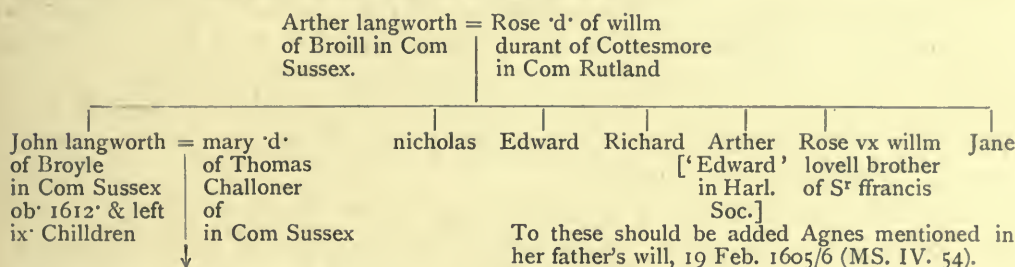 Arther langworth = Rose ·d· of willm
of Broill in Com durant of Cottesmore
Sussex. in Com Rutland
John langworth = mary ·d· nicholas Edward Richard Arther Rose vx willm Jane
of Broyle of Thomas [‘Edward’ lovell brother
in Com Sussex Challoner in Harl. of Sr ffrancis
ob· 1612· & left of Soc.]
ix· Chilldren in Com Sussex To these should be added Agnes mentioned in
her father's will, 19 Feb. 1605/6 (MS. IV. 54).